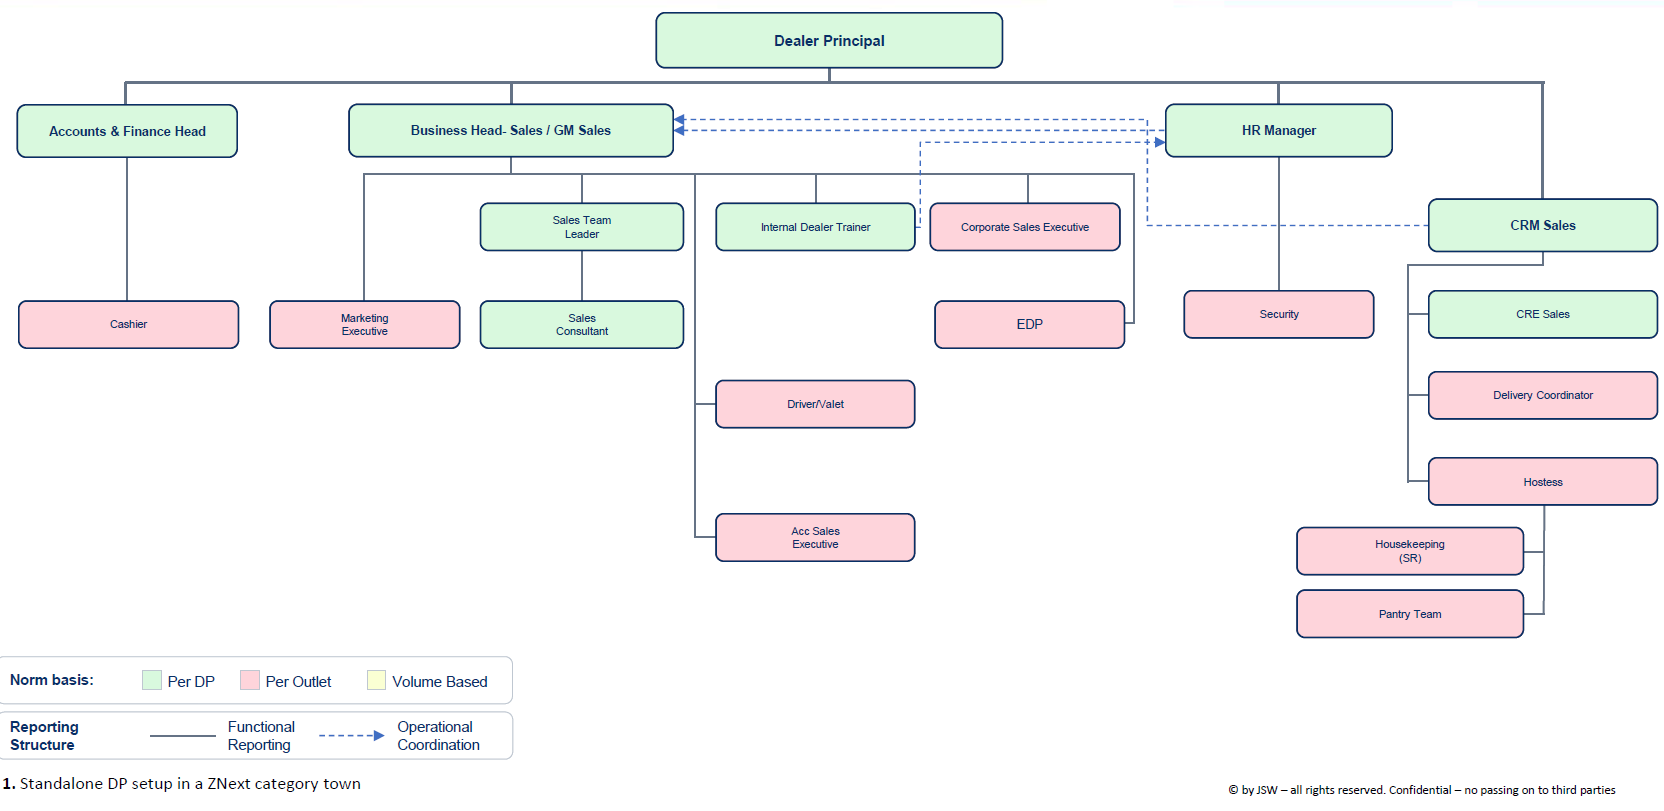 Dealer Principal
Accounts & Finance Head
Business Head- Sales / GM Sales
HR Manager
CRM Sales
Sales Team
Leader
Internal Dealer Trainer
Corporate Sales Executive
Cashier
Marketing
Executive
Sales
Consultant
EDP
Security
CRE Sales
Driver/Valet
Delivery Coordinator
Hostess
Acc Sales
Executive
Housekeeping
(SR)
Pantry Team
Norm basis:
Per DP
Per Outlet
Volume Based
Reporting
Structure
Functional
Reporting
Operational
Coordination
1. Standalone DP setup in a ZNext category town
© by JSW – all rights reserved. Confidential – no passing on to third parties